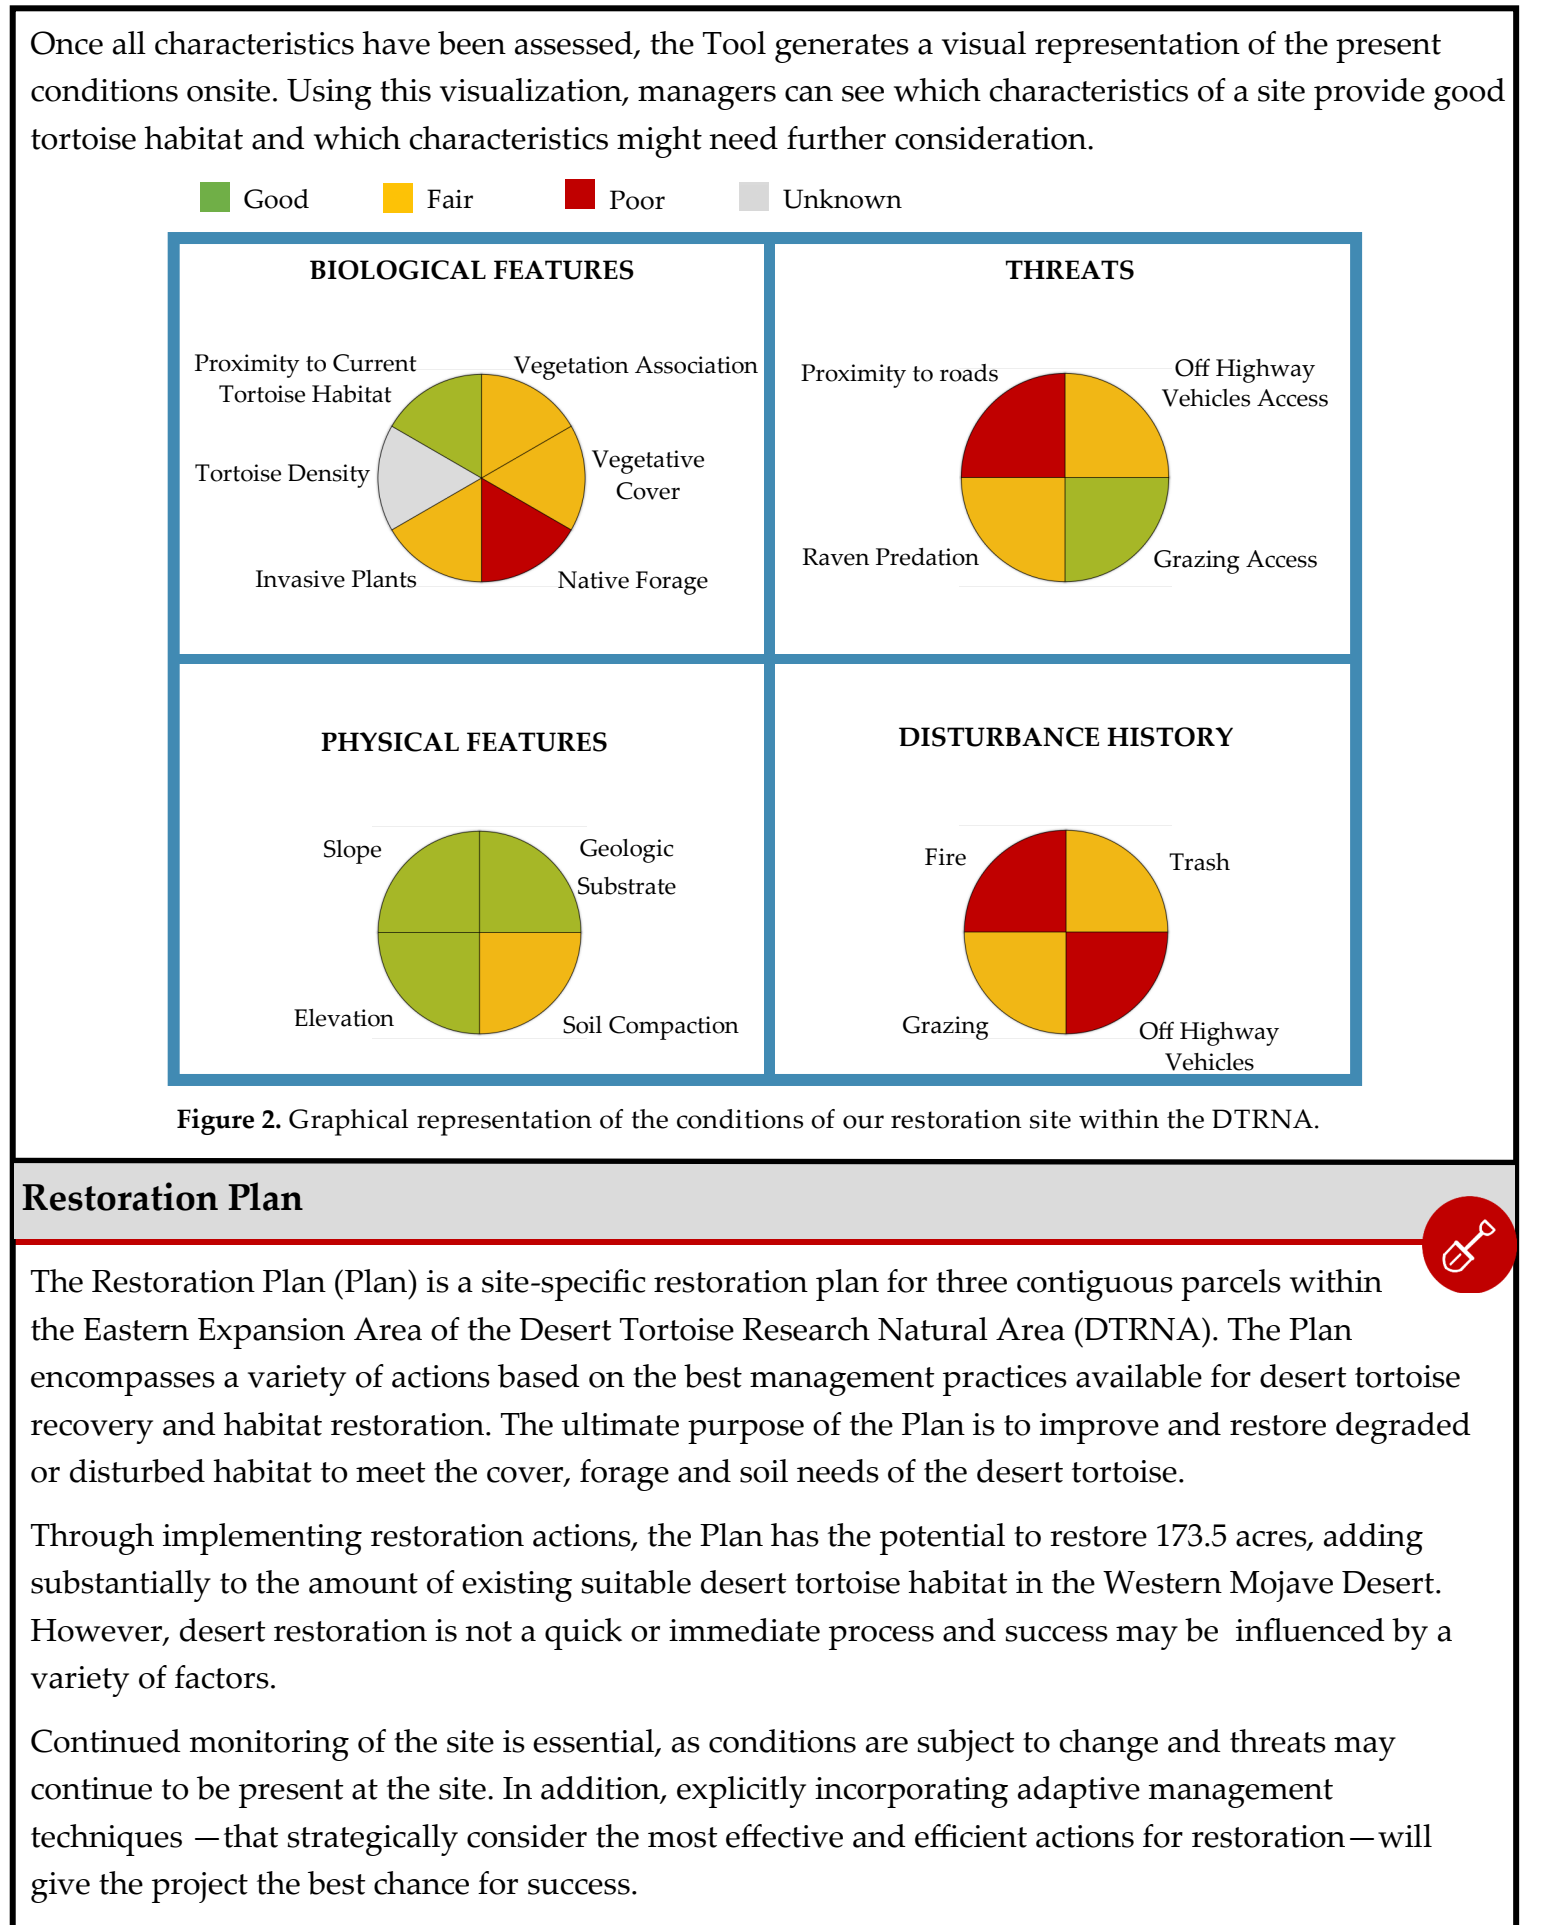 Once all characteristics have been assessed, the Tool generates a visual representation of the present
conditions onsite. Using this visualization, managers can see which characteristics of a site provide good
tortoise habitat and which characteristics might need further consideration.
Good Fair Poor Unknown
BIOLOGICAL FEATURES
Proximity to Current
Tortoise Habitat
Vegetation Association
Tortoise Density
Vegetative
Cover
Invasive Plants
Native Forage
THREATS
Proximity to roads
Off Highway
Vehicles Access
Raven Predation
Grazing Access
PHYSICAL FEATURES
Slope
Geologic
Substrate
Elevation
Soil Compaction
DISTURBANCE HISTORY
Fire
Trash
Grazing
Off Highway
Vehicles
Figure 2. Graphical representation of the conditions of our restoration site within the DTRNA.
Restoration Plan
The Restoration Plan (Plan) is a site-specific restoration plan for three contiguous parcels within
the Eastern Expansion Area of the Desert Tortoise Research Natural Area (DTRNA). The Plan
encompasses a variety of actions based on the best management practices available for desert tortoise
recovery and habitat restoration. The ultimate purpose of the Plan is to improve and restore degraded
or disturbed habitat to meet the cover, forage and soil needs of the desert tortoise.
Through implementing restoration actions, the Plan has the potential to restore 173.5 acres, adding
substantially to the amount of existing suitable desert tortoise habitat in the Western Mojave Desert.
However, desert restoration is not a quick or immediate process and success may be  influenced by a
variety of factors.
Continued monitoring of the site is essential, as conditions are subject to change and threats may
continue to be present at the site. In addition, explicitly incorporating adaptive management
techniques —that strategically consider the most effective and efficient actions for restoration—will
give the project the best chance for success.